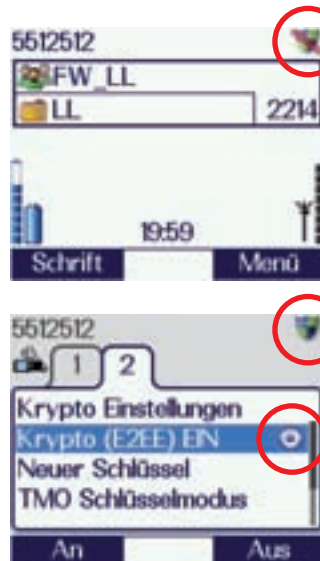 5512512
FW_LL
LL 2214
19:59
Schrift Menü
5512512
1 2
Krypto Einstellungen
Krypto (E2EE) EIN
Neuer Schlüssel
TMO Schlüsselmodus
An Aus